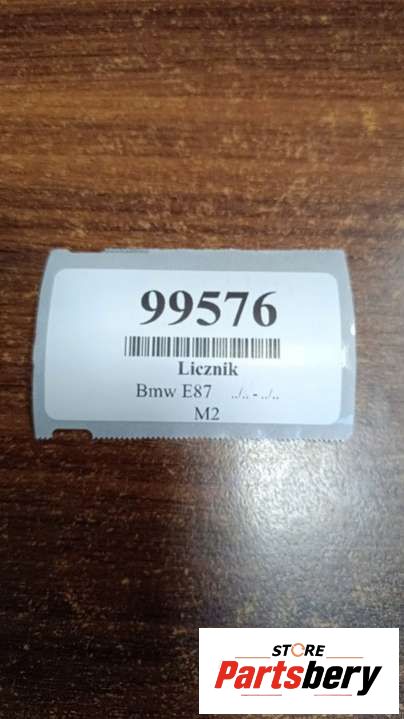 99576
Licznik
Bmw E87 ../.. - ../..
M2
STORE
Partsbery